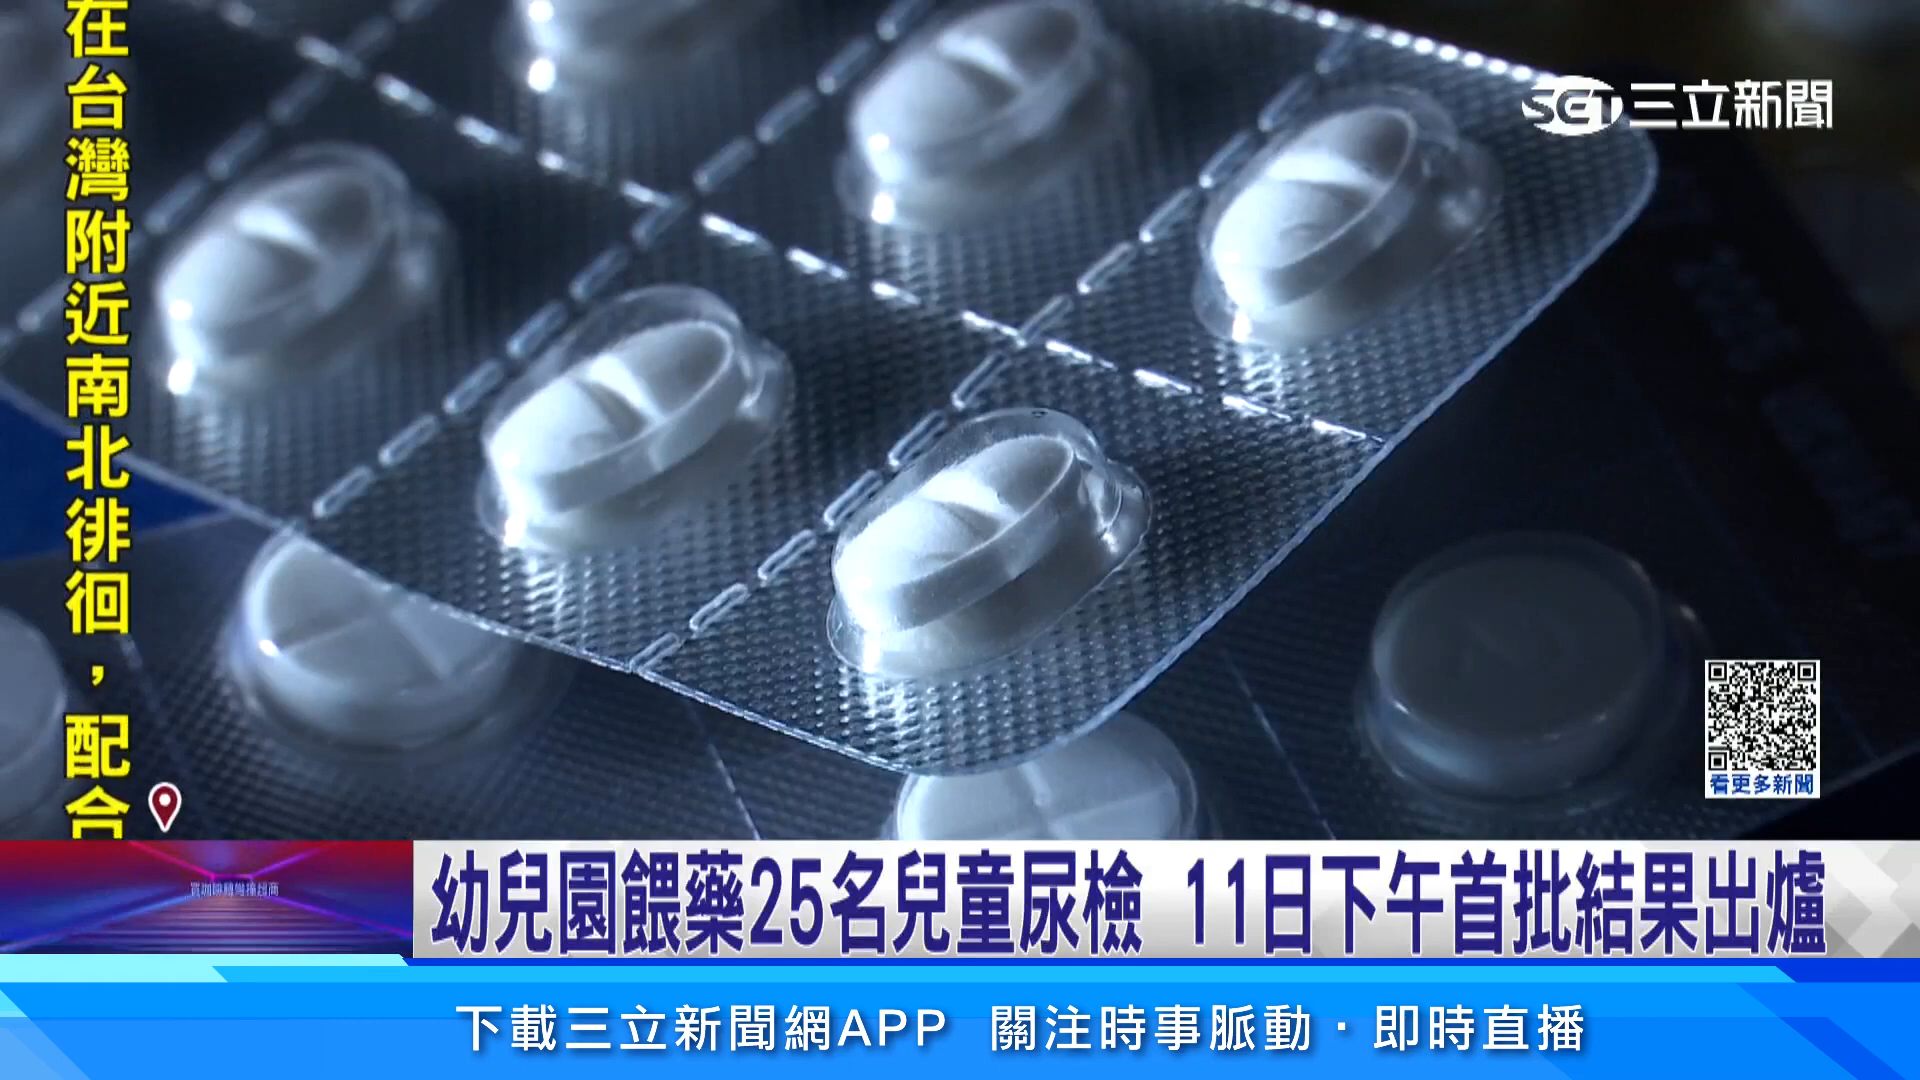 在台灣附近南北徘徊，配合
SET三立新聞
看更多新聞
幼兒園餵藥25名兒童尿檢 11日下午首批結果出爐
下載三立新聞網APP 關注時事脈動·即時直播